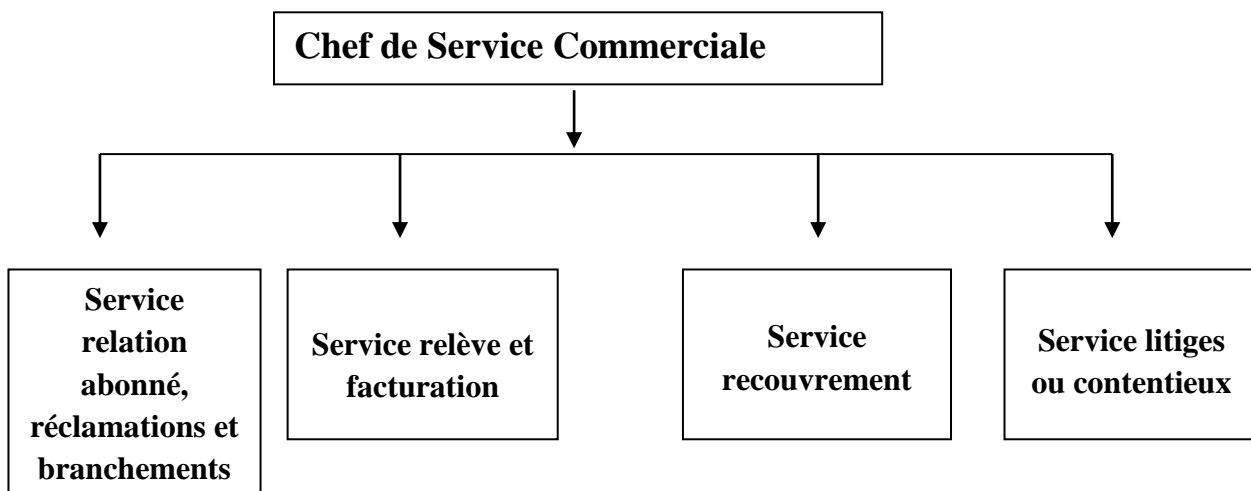 Chef de Service Commerciale
Service
relation
abonné,
réclamations et
branchements
Service relève et
facturation
Service
recouvrement
Service litiges
ou contentieux